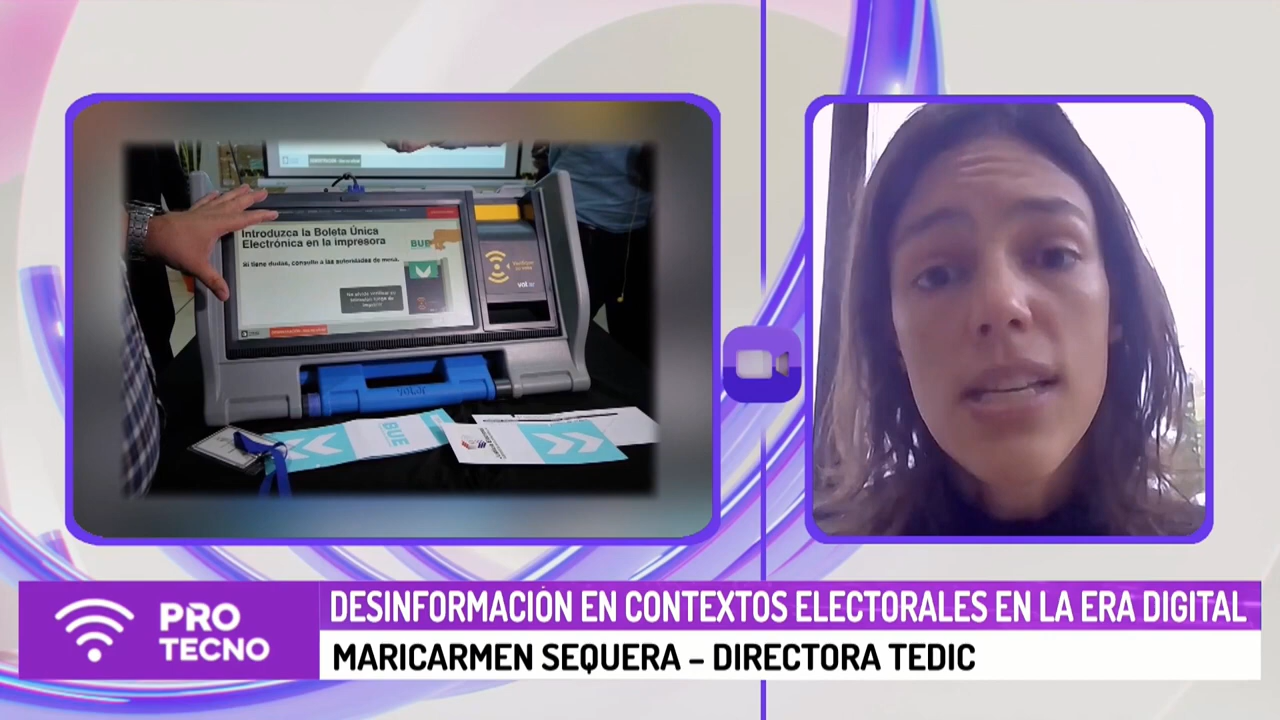 Introduzca la Boleta Única
Electrónica en la impresora
Si tiene dudas, consulte a las autoridades de mesa.
BUE
vot.ar
BUE
PRO
TECNO
DESINFORMACIÓN EN CONTEXTOS ELECTORALES EN LA ERA DIGITAL
MARICARMEN SEQUERA – DIRECTORA TEDIC